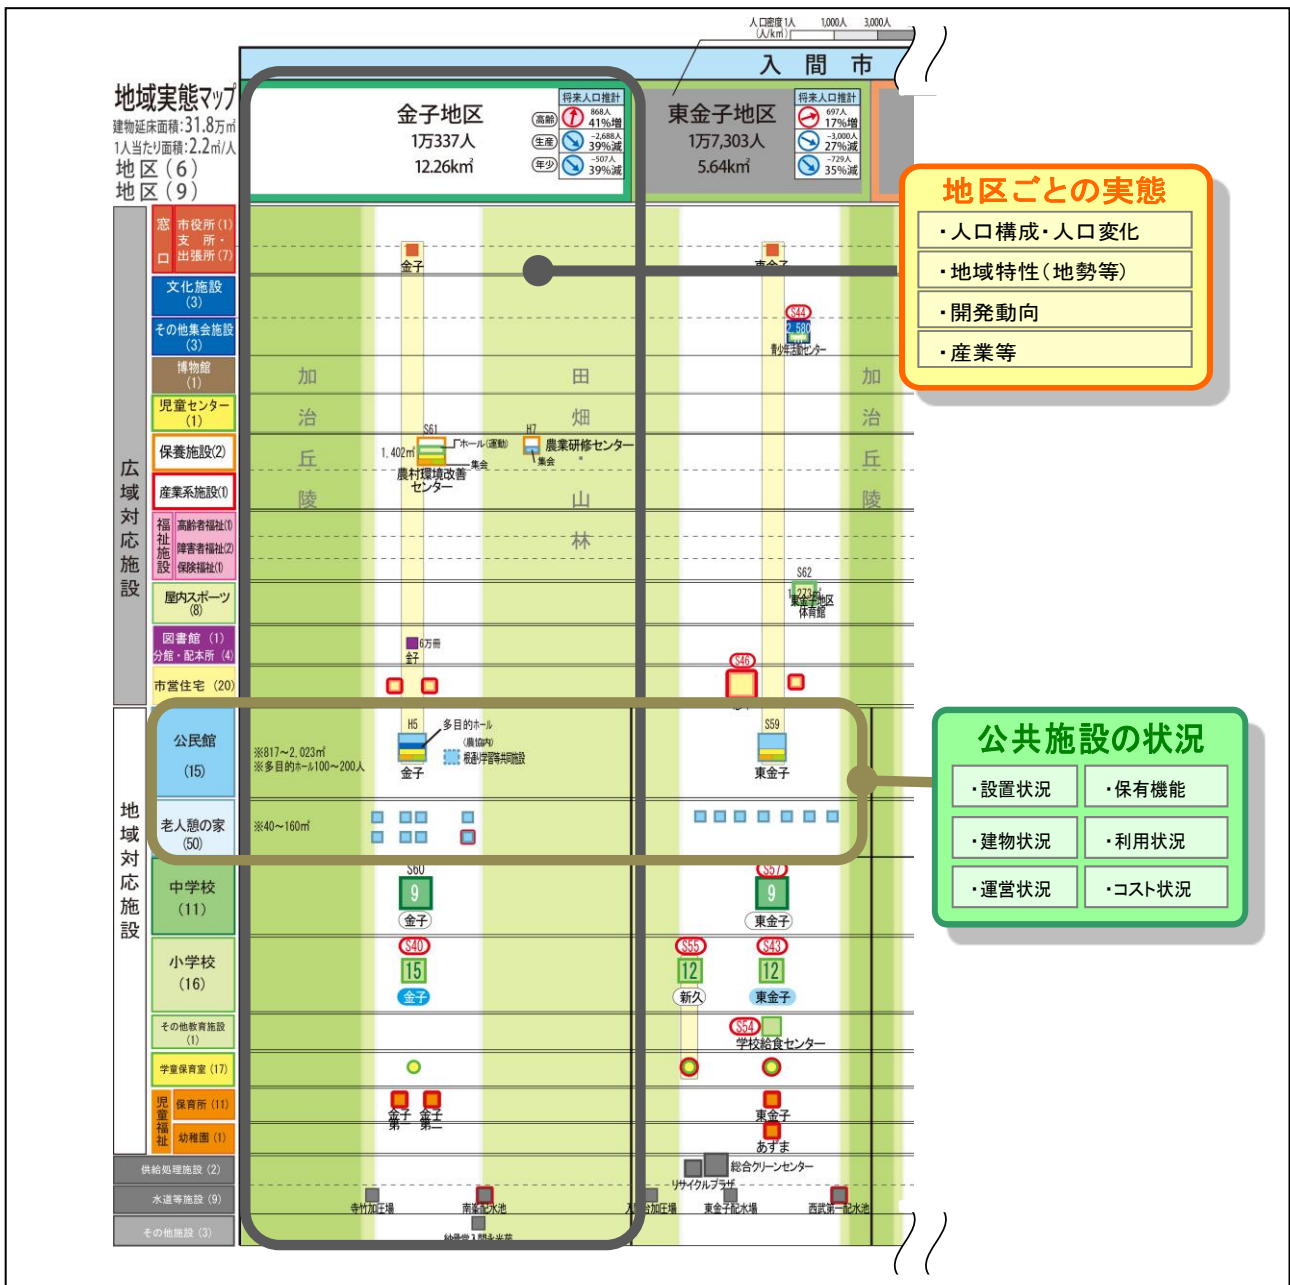 人口密度 1人 1,000人 3,000人
(人/k㎡)
入間市
地域実態マップ
建物延床面積:31.8万㎡
1人当たり面積:2.2㎡/人
地区(6)
地区(9)
金子地区
1万337人
12.26k㎡
将来人口推計
高齢 868人 41%増
生産 -2,688人 39%減
年少 -507人 39%減
東金子地区
1万7,303人
5.64k㎡
将来人口推計
697人 17%増
-3,000人 27%減
-729人 35%減
地区ごとの実態
・人口構成・人口変化
・地域特性(地勢等)
・開発動向
・産業等
広域対応施設
窓口
市役所(1)
支所・
出張所(7)
金子
東金子
文化施設
(3)
その他集会施設
(3)
S44
2,580
青少年活動センター
博物館
(1)
加治丘陵
田畑・山林
加治丘陵
児童センター
(1)
保養施設(2)
S61
1,402㎡
ホール(運動)
集会
農村環境改善
センター
H7
農業研修センター
集会
産業系施設(1)
福祉施設
高齢者福祉(1)
障害者福祉(2)
保険福祉(1)
屋内スポーツ
(8)
S62
東金子地区
体育館
図書館(1)
分館・配本所(4)
6万冊
金子
市営住宅(20)
S46
地域対応施設
公民館
(15)
※817~2,023㎡
※多目的ホール100~200人
H5
多目的ホール
(農協内)
金子
S59
東金子
老人憩の家
(50)
※40~160㎡
公共施設の状況
・設置状況
・保有機能
・建物状況
・利用状況
・運営状況
・コスト状況
中学校
(11)
S60
9
金子
S57
9
東金子
小学校
(16)
S40
15
金子
S55
12
新久
S43
12
東金子
その他教育施設
(1)
S54
学校給食センター
学童保育室(17)
児童福祉
保育所(11)
金子
第一
金子
第二
東金子
幼稚園(1)
あずま
供給処理施設(2)
総合クリーンセンター
リサイクルプラザ
水道等施設(9)
寺竹加圧場
南峯配水池
東金子配水場
西武第一配水池
その他施設(3)